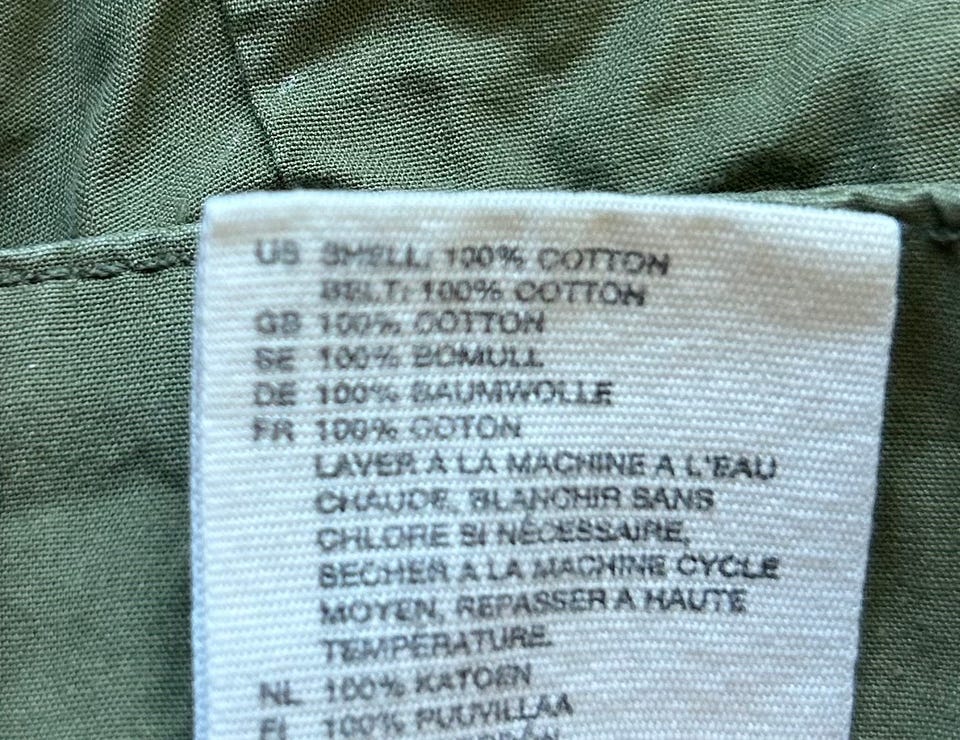 US SHELL: 100% COTTON
BELT: 100% COTTON
GB 100% COTTON
SE 100% BOMULL
DE 100% BAUMWOLLE
FR 100% COTON
LAVER A LA MACHINE A L'EAU
CHAUDE, BLANCHIR SANS
CHLORE SI NÉCESSAIRE,
SECHER A LA MACHINE CYCLE
MOYEN, REPASSER A HAUTE
TEMPÉRATURE.
NL 100% KATOEN
FI 100% PUUVILLAA